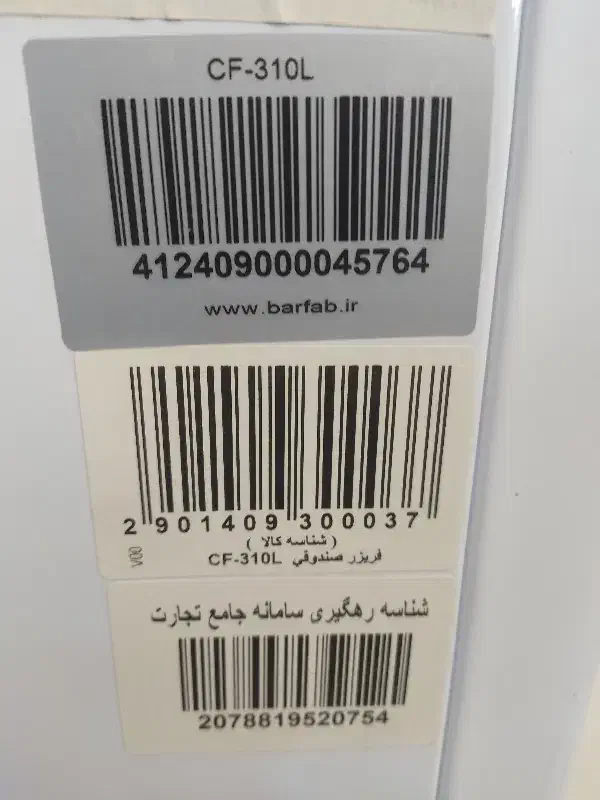 CF-310L
412409000045764
www.barfab.ir
2 901409 300037
( شناسه کالا )
فریزر صندوقي CF-310L
V00
شناسه رهگیری سامانه جامع تجارت
2078819520754